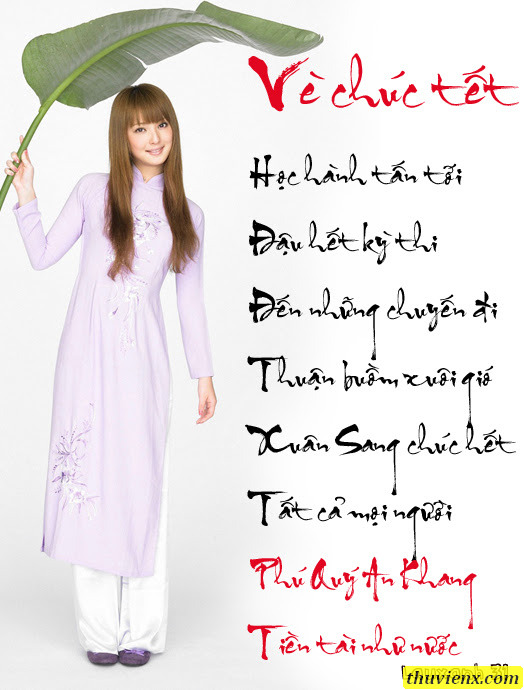 Vè chúc tết
Học hành tấn tới
Đậu hết kỳ thi
Đến những chuyến đi
Thuận buồm xuôi gió
Xuân Sang chúc hết
Tất cả mọi người
Phú Quý An Khang
Tiền tài như nước
thuvienx.com